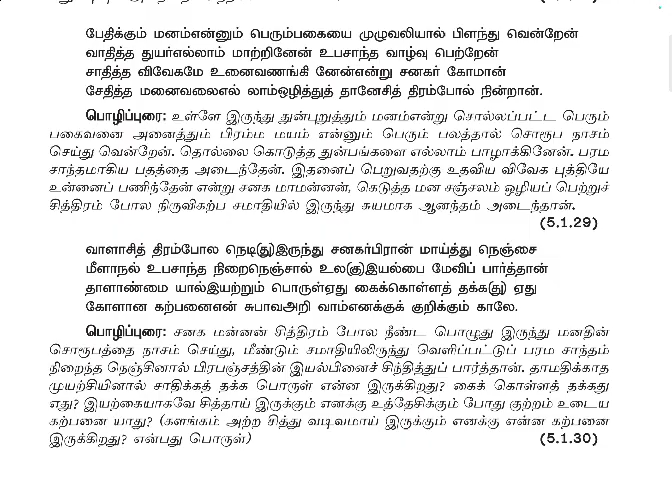 பேதிக்கும் மனம்என்னும் பெரும்பகையை முழுவலியால் பிளந்து வென்றேன்
வாதித்த துயர்எல்லாம் மாற்றினேன் உபசாந்த வாழ்வு பெற்றேன்
சாதித்த விவேகமே உனைவணங்கி னேன்என்று சனகர் கோமான்
சேதித்த மனைவலைஎல் லாம்ஒழித்துத் தானேசித் திரம்போல் நின்றான்.
பொழிப்புரை: உள்ளே இருந்து துன்புறுத்தும் மனம்என்று சொல்லப்பட்ட பெரும்
பகைவனை அனைத்தும் பிரம்ம மயம் என்னும் பெரும் பலத்தால் சொரூப நாசம்
செய்து வென்றேன். தொல்லை கொடுத்த துன்பங்களை எல்லாம் பாழாக்கினேன். பரம
சாந்தமாகிய பதத்தை அடைந்தேன். இதனைப் பெறுவதற்கு உதவிய விவேக புத்தியே
உன்னைப் பணிந்தேன் என்று சனக மாமன்னன், கெடுத்த மன சஞ்சலம் ஒழியப் பெற்றுச்
சித்திரம் போல நிருவிகற்ப சமாதியில் இருந்து சுயமாக ஆனந்தம் அடைந்தான்.
(5.1.29)
வாளாசித் திரம்போல நெடி(து)இருந்து சனகர்பிரான் மாய்த்து நெஞ்சை
மீளாநல் உபசாந்த நிறைநெஞ்சால் உல(கு)இயல்பை மேவிப் பார்த்தான்
தாளாண்மை யால்இயற்றும் பொருள்ஏது கைக்கொள்ளத் தக்க(து) ஏது
கோளான கற்பனைஎன் சுபாவஅறி வாம்எனக்குக் குறிக்கும் காலே.
பொழிப்புரை: சனக மன்னன் சித்திரம் போல நீண்ட பொழுது இருந்து மனதின்
சொரூபத்தை நாசம் செய்து, மீண்டும் சமாதியிலிருந்து வெளிப்பட்டுப் பரம சாந்தம்
நிறைந்த நெஞ்சினால் பிரபஞ்சத்தின் இயல்பினைச் சிந்தித்துப் பார்த்தான். தாமதிக்காத
முயற்சியினால் சாதிக்கத் தக்க பொருள் என்ன இருக்கிறது? கைக் கொள்ளத் தக்கது
எது? இயற்கையாகவே சித்தாய் இருக்கும் எனக்கு உத்தேசிக்கும் போது குற்றம் உடைய
கற்பனை யாது? (களங்கம் அற்ற சித்து வடிவமாய் இருக்கும் எனக்கு என்ன கற்பனை
இருக்கிறது? என்பது பொருள்) (5.1.30)